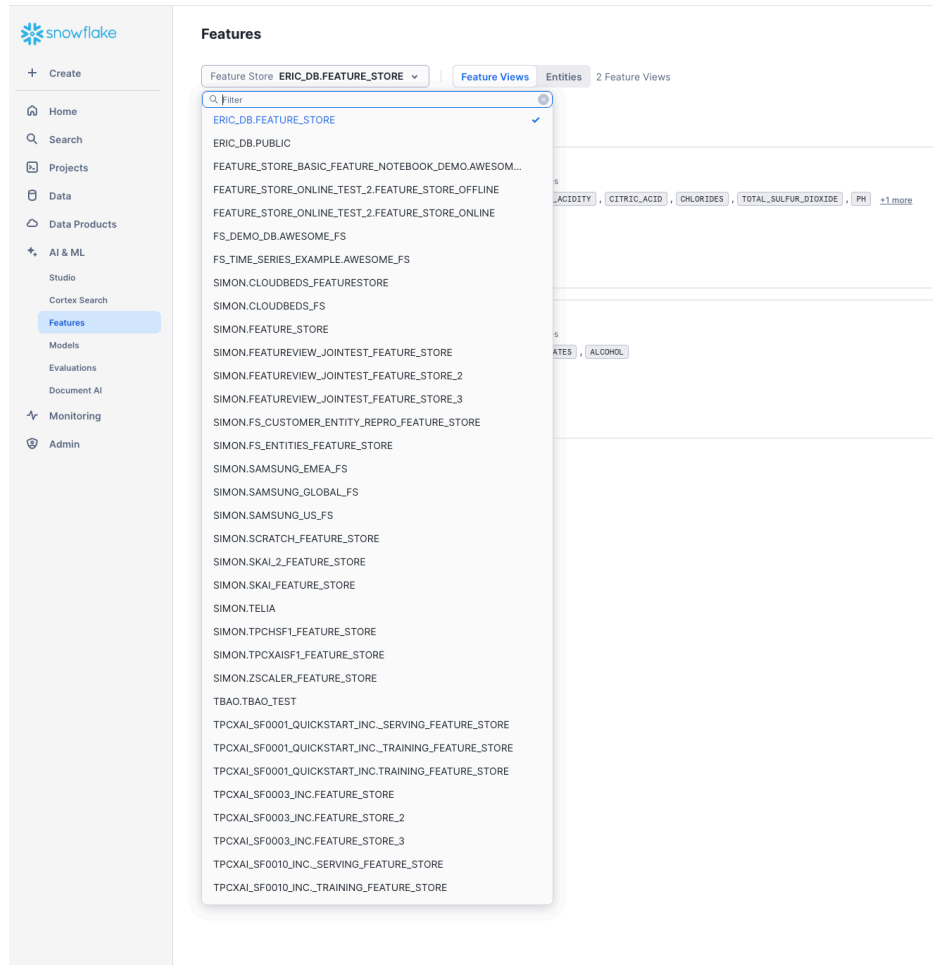 snowflake
Features
+ Create
Feature Store ERIC_DB.FEATURE_STORE
Feature Views Entities 2 Feature Views
Filter
Home
Search
Projects
Data
Data Products
AI & ML
Studio
Cortex Search
Features
Models
Evaluations
Document AI
Monitoring
Admin
ERIC_DB.FEATURE_STORE
ERIC_DB.PUBLIC
FEATURE_STORE_BASIC_FEATURE_NOTEBOOK_DEMO.AWESOM...
FEATURE_STORE_ONLINE_TEST_2.FEATURE_STORE_OFFLINE
FEATURE_STORE_ONLINE_TEST_2.FEATURE_STORE_ONLINE
FS_DEMO_DB.AWESOME_FS
FS_TIME_SERIES_EXAMPLE.AWESOME_FS
SIMON.CLOUDBEDS_FEATURESTORE
SIMON.CLOUDBEDS_FS
SIMON.FEATURE_STORE
SIMON.FEATUREVIEW_JOINTEST_FEATURE_STORE
SIMON.FEATUREVIEW_JOINTEST_FEATURE_STORE_2
SIMON.FEATUREVIEW_JOINTEST_FEATURE_STORE_3
SIMON.FS_CUSTOMER_ENTITY_REPRO_FEATURE_STORE
SIMON.FS_ENTITIES_FEATURE_STORE
SIMON.SAMSUNG_EMEA_FS
SIMON.SAMSUNG_GLOBAL_FS
SIMON.SAMSUNG_US_FS
SIMON.SCRATCH_FEATURE_STORE
SIMON.SKAI_2_FEATURE_STORE
SIMON.SKAI_FEATURE_STORE
SIMON.TELIA
SIMON.TPCHSF1_FEATURE_STORE
SIMON.TPCXAISF1_FEATURE_STORE
SIMON.ZSCALER_FEATURE_STORE
TBAO.TBAO_TEST
TPCXAI_SF0001_QUICKSTART_INC._SERVING_FEATURE_STORE
TPCXAI_SF0001_QUICKSTART_INC._TRAINING_FEATURE_STORE
TPCXAI_SF0001_QUICKSTART_INC.TRAINING_FEATURE_STORE
TPCXAI_SF0003_INC.FEATURE_STORE
TPCXAI_SF0003_INC.FEATURE_STORE_2
TPCXAI_SF0003_INC.FEATURE_STORE_3
TPCXAI_SF0010_INC._SERVING_FEATURE_STORE
TPCXAI_SF0010_INC._TRAINING_FEATURE_STORE
es
_ACIDITY , CITRIC_ACID , CHLORIDES , TOTAL_SULFUR_DIOXIDE , PH +1 more
es
ATES , ALCOHOL